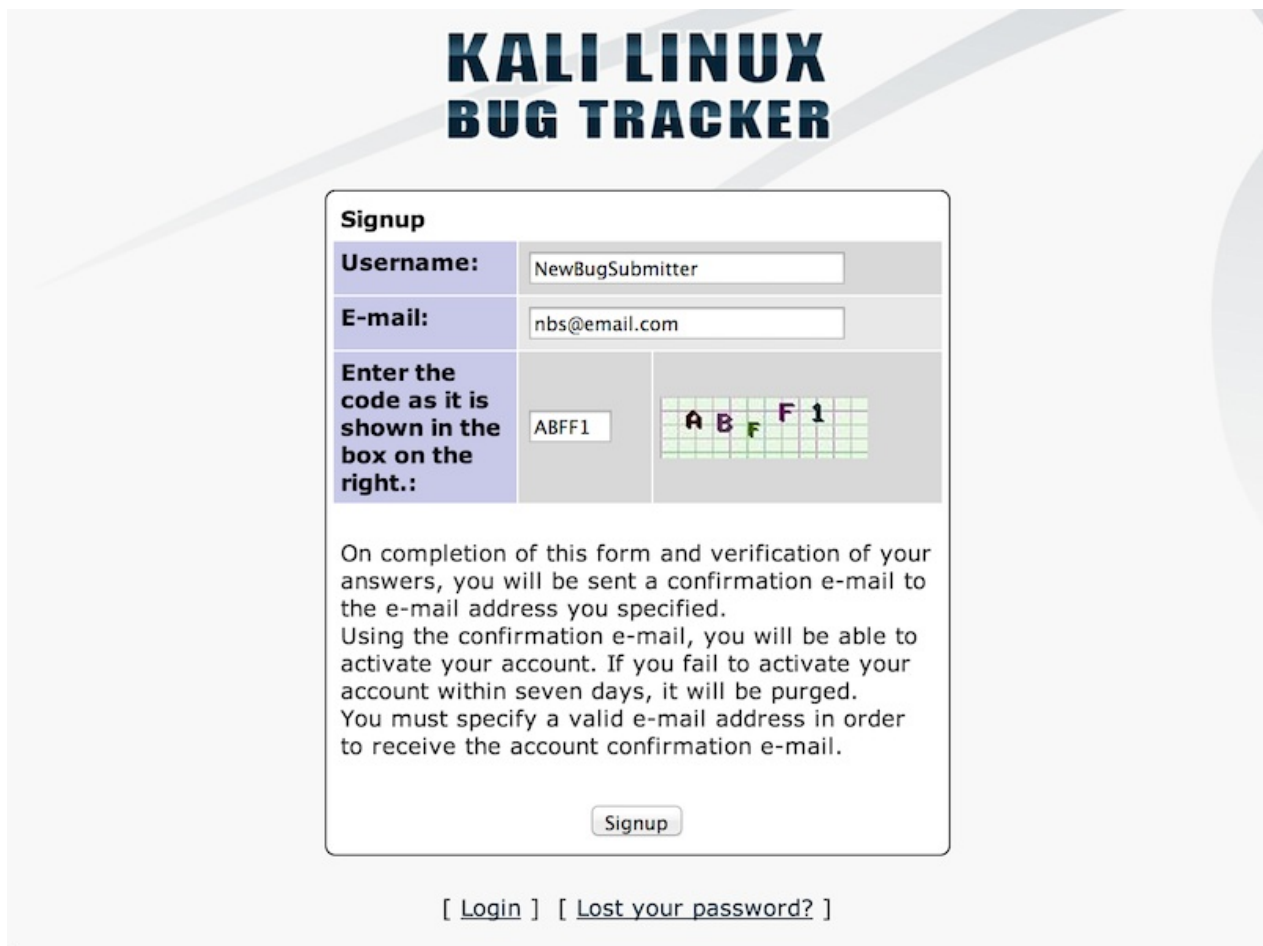 KALI LINUX
BUG TRACKER
Signup
Username:
NewBugSubmitter
E-mail:
nbs@email.com
Enter the
code as it is
shown in the
box on the
right.:
ABFF1
A B F F 1
On completion of this form and verification of your
answers, you will be sent a confirmation e-mail to
the e-mail address you specified.
Using the confirmation e-mail, you will be able to
activate your account. If you fail to activate your
account within seven days, it will be purged.
You must specify a valid e-mail address in order
to receive the account confirmation e-mail.
Signup
[ Login ] [ Lost your password? ]